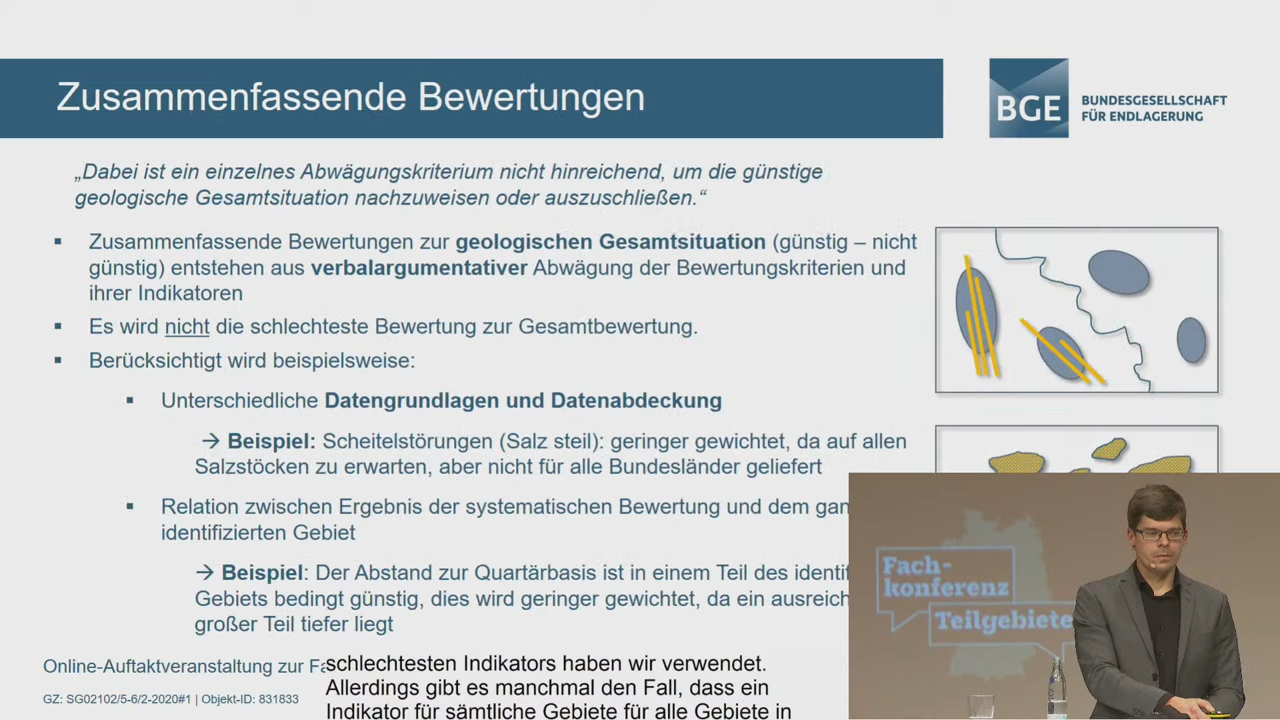 Zusammenfassende Bewertungen
BGE
BUNDESGESELLSCHAFT
FÜR ENDLAGERUNG
„Dabei ist ein einzelnes Abwägungskriterium nicht hinreichend, um die günstige
geologische Gesamtsituation nachzuweisen oder auszuschließen.“
▪ Zusammenfassende Bewertungen zur geologischen Gesamtsituation (günstig – nicht
günstig) entstehen aus verbalargumentativer Abwägung der Bewertungskriterien und
ihrer Indikatoren
▪ Es wird nicht die schlechteste Bewertung zur Gesamtbewertung.
▪ Berücksichtigt wird beispielsweise:
▪ Unterschiedliche Datengrundlagen und Datenabdeckung
→ Beispiel: Scheitelstörungen (Salz steil): geringer gewichtet, da auf allen
Salzstöcken zu erwarten, aber nicht für alle Bundesländer geliefert
▪ Relation zwischen Ergebnis der systematischen Bewertung und dem gan
identifizierten Gebiet
→ Beispiel: Der Abstand zur Quartärbasis ist in einem Teil des identif
Gebiets bedingt günstig, dies wird geringer gewichtet, da ein ausreich
großer Teil tiefer liegt
Fach-
konferenz
Teilgebiete
Online-Auftaktveranstaltung zur Fa
GZ: SG02102/5-6/2-2020#1 | Objekt-ID: 831833
schlechtesten Indikators haben wir verwendet.
Allerdings gibt es manchmal den Fall, dass ein
Indikator für sämtliche Gebiete für alle Gebiete in